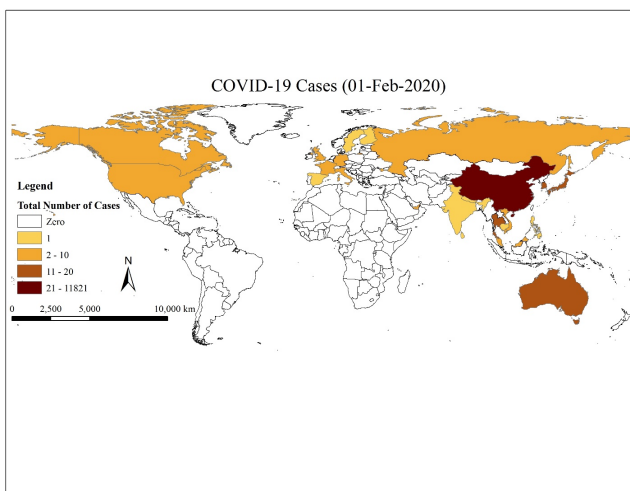 COVID-19 Cases (01-Feb-2020)
Legend
Total Number of Cases
Zero
1
2 - 10
11 - 20
21 - 11821
N
0 2,500 5,000 10,000 km